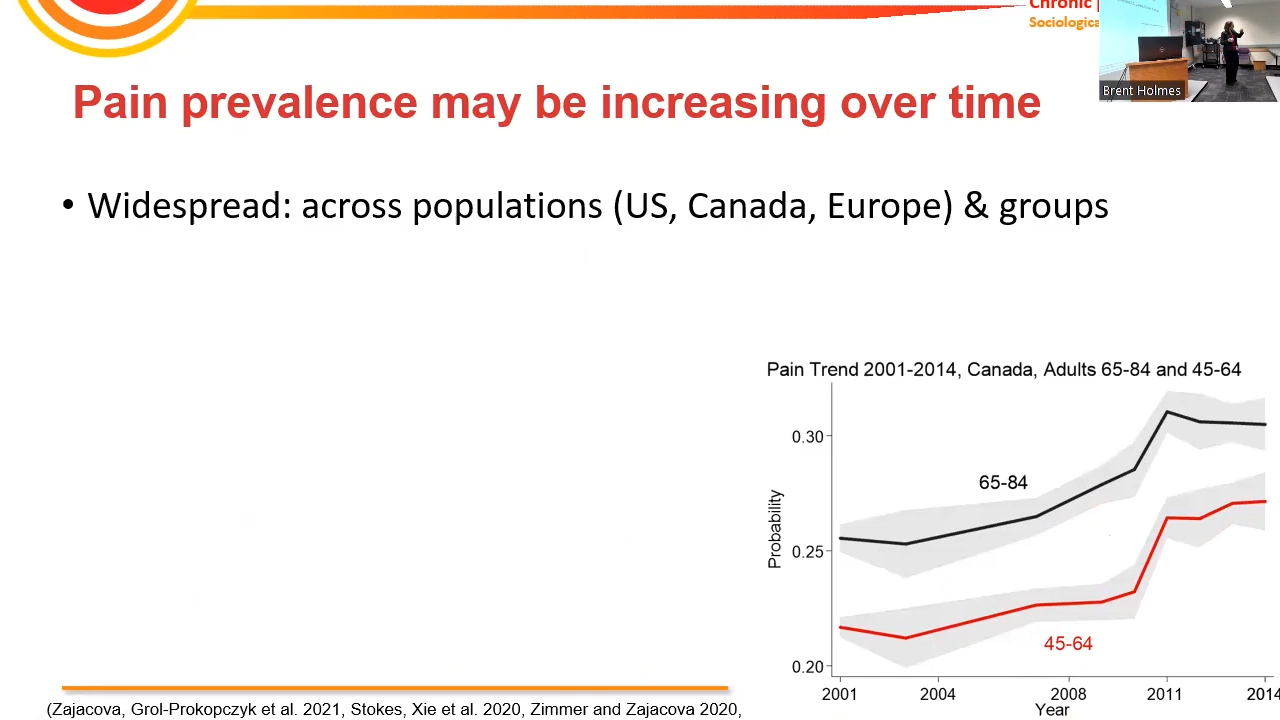 Chronic
Sociologica
Brent Holmes
Pain prevalence may be increasing over time
• Widespread: across populations (US, Canada, Europe) & groups
Pain Trend 2001-2014, Canada, Adults 65-84 and 45-64
0.30
0.25
0.20
Probability
65-84
45-64
2001 2004 2008 2011 2014
Year
(Zajacova, Grol-Prokopczyk et al. 2021, Stokes, Xie et al. 2020, Zimmer and Zajacova 2020,